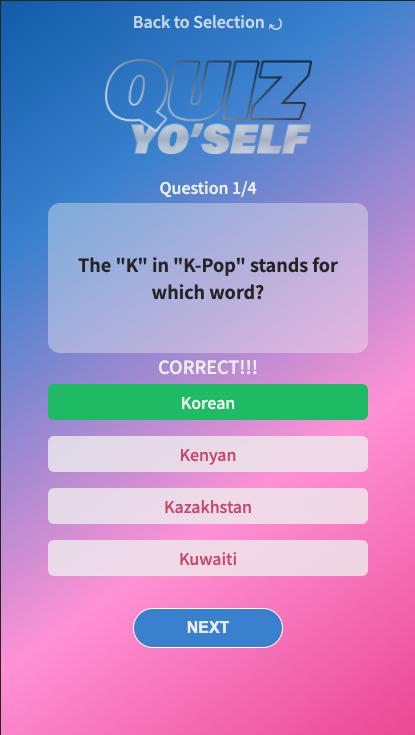 Back to Selection
QUIZ
YO'SELF
Question 1/4
The "K" in "K-Pop" stands for
which word?
CORRECT!!!
Korean
Kenyan
Kazakhstan
Kuwaiti
NEXT